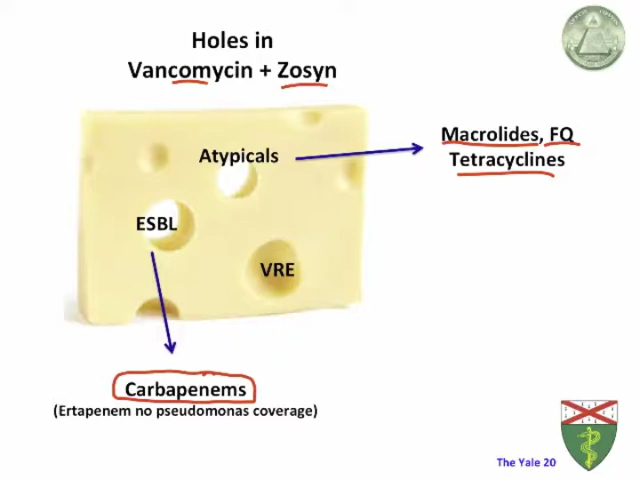 Holes in
Vancomycin + Zosyn
Atypicals
Macrolides, FQ
Tetracyclines
ESBL
VRE
Carbapenems
(Ertapenem no pseudomonas coverage)
The Yale 20